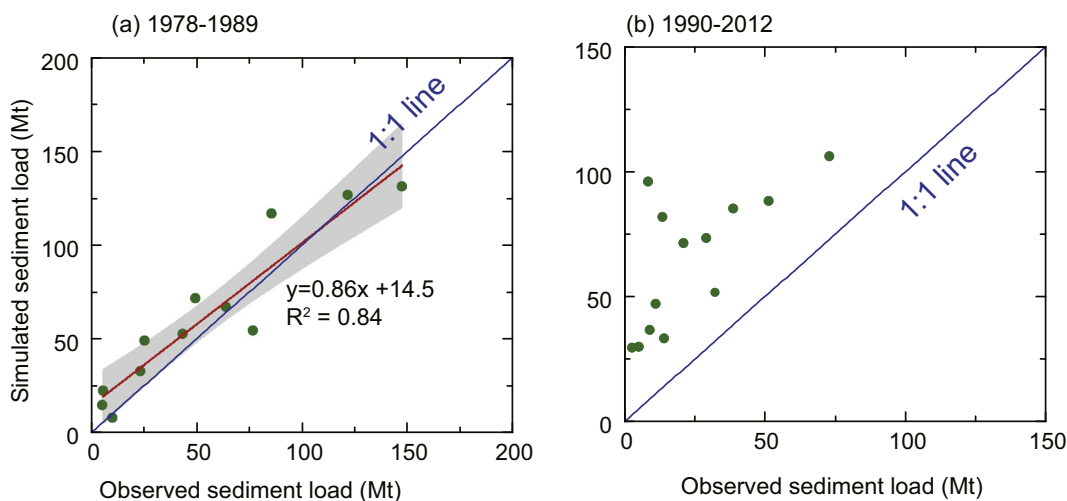 (a) 1978-1989
200
150
100
50
0
0
50
100
150
200
Simulated sediment load (Mt)
Observed sediment load (Mt)
1:1 line
y=0.86x +14.5
R² = 0.84
(b) 1990-2012
150
100
50
0
0
50
100
150
Observed sediment load (Mt)
1:1 line